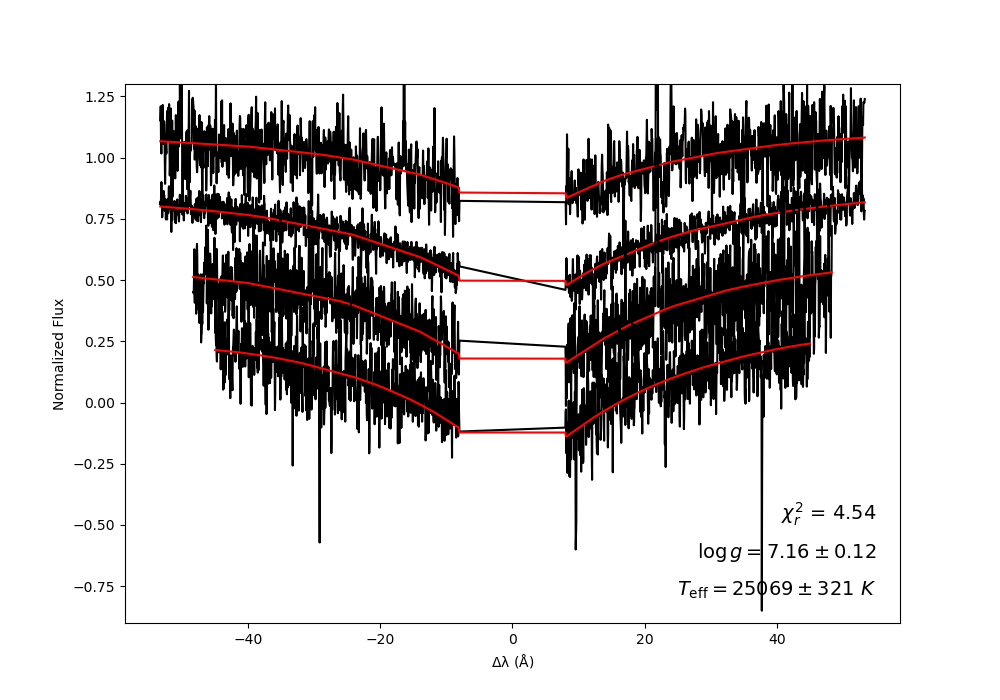 1.25
1.00
0.75
0.50
0.25
0.00
−0.25
−0.50
−0.75
Normalized Flux
−40
−20
0
20
40
Δλ (Å)
χ²ᵣ = 4.54
log g = 7.16 ± 0.12
T_eff = 25069 ± 321 K